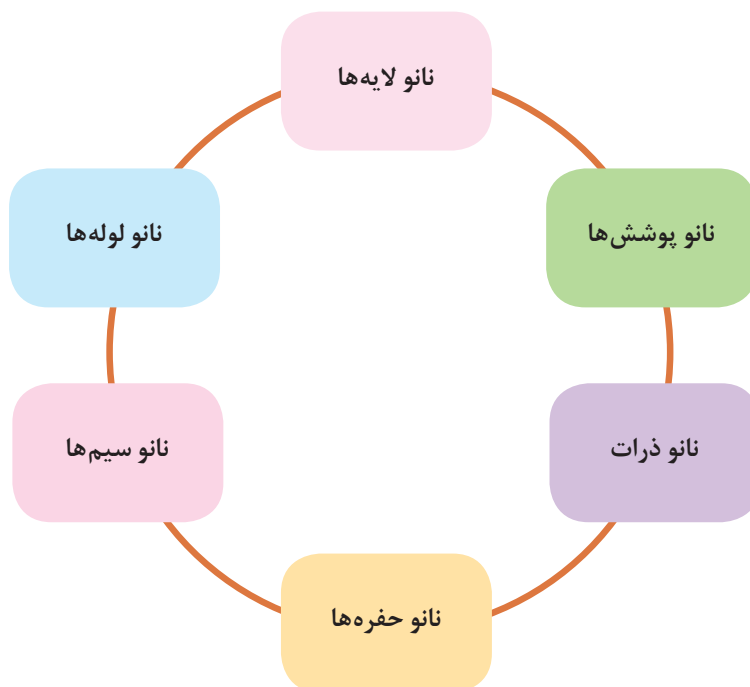 نانو لایه‌ها
نانو پوشش‌ها
نانو لوله‌ها
نانو ذرات
نانو سیم‌ها
نانو حفره‌ها